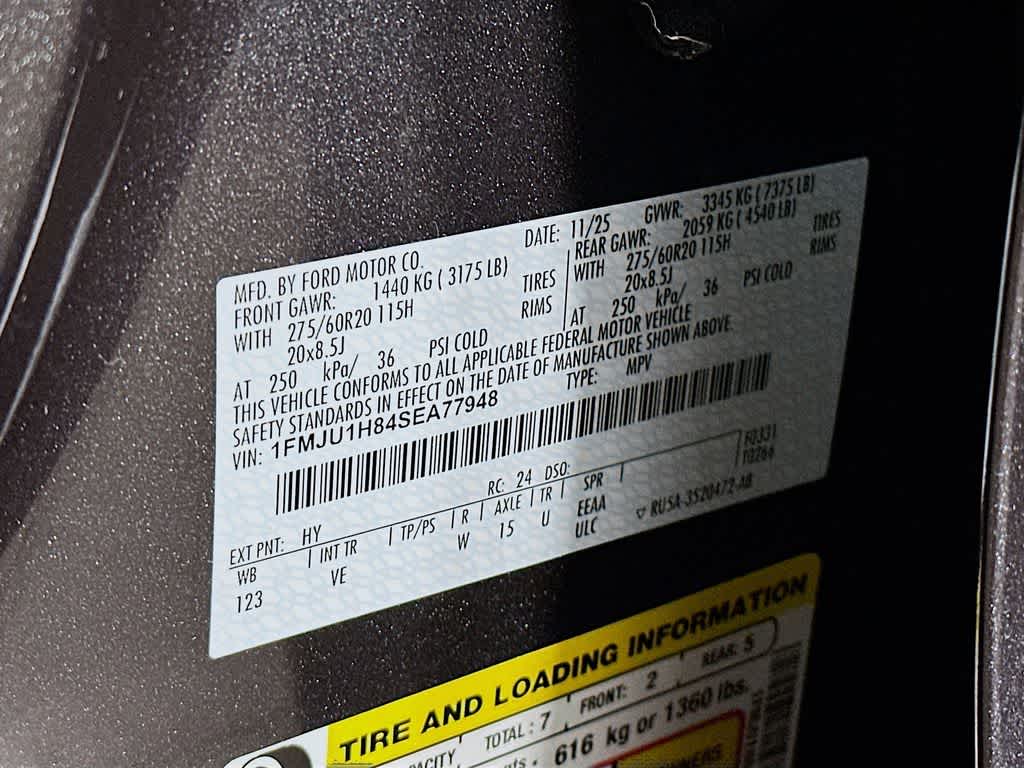 MFD. BY FORD MOTOR CO.
DATE: 11/25 GVWR: 3345 KG ( 7375 LB)
FRONT GAWR: 1440 KG ( 3175 LB)
REAR GAWR: 2059 KG ( 4540 LB)
WITH 275/60R20 115H TIRES
WITH 275/60R20 115H TIRES
20x8.5J RIMS
20x8.5J RIMS
AT 250 kPa/ 36 PSI COLD
AT 250 kPa/ 36 PSI COLD
THIS VEHICLE CONFORMS TO ALL APPLICABLE FEDERAL MOTOR VEHICLE
SAFETY STANDARDS IN EFFECT ON THE DATE OF MANUFACTURE SHOWN ABOVE.
VIN: 1FMJU1H84SEA77948 TYPE: MPV
F0331
T0266
EXT PNT: HY RC: 24 DSO:
WB INT TR TP/PS R AXLE TR SPR
123 VE W 15 U EEAA
ULC
RU5A-3520472-AB
TIRE AND LOADING INFORMATION
TOTAL : 7 FRONT: 2 REAR: 5
616 kg or 1360 lbs.